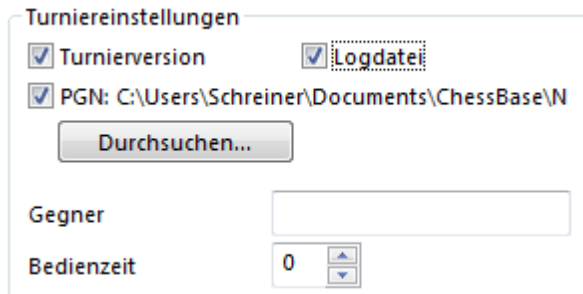 Turniereinstellungen
Turnierversion Logdatei
PGN: C:\Users\Schreiner\Documents\ChessBase\N
Durchsuchen...
Gegner
Bedienzeit 0